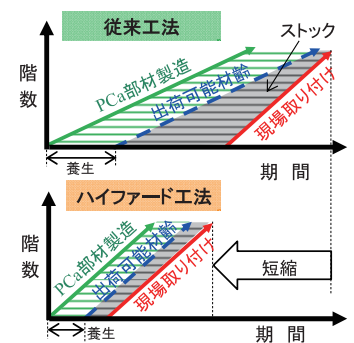 従来工法
ストック
階数
PCa部材製造
出荷可能材齢
現場取り付け
養生
期 間
ハイファード工法
階数
PCa部材製造
出荷可能材齢
現場取り付け
短縮
養生
期 間